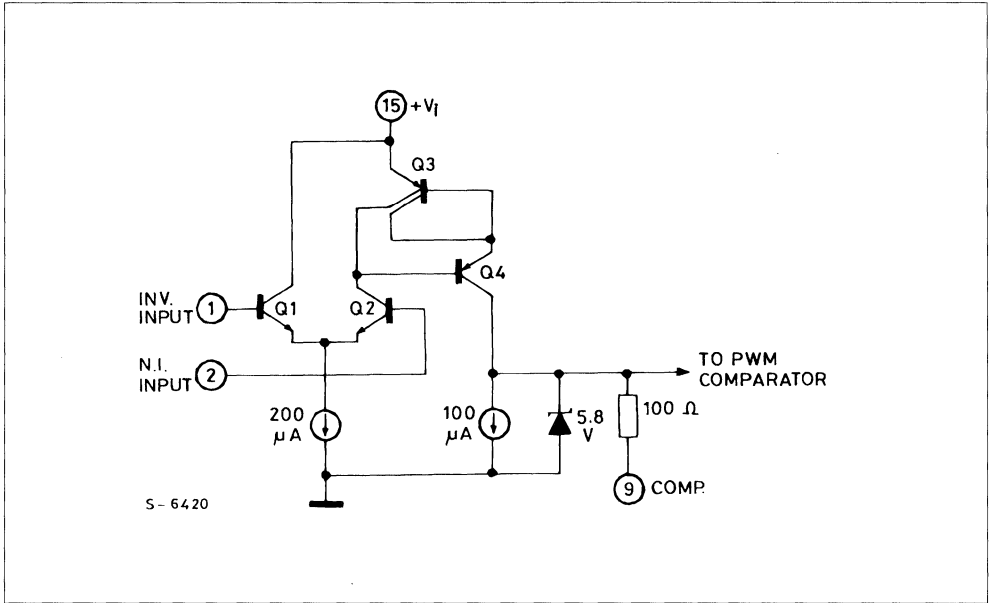 15 +Vi
Q3
Q4
INV.
INPUT 1
Q1 Q2
N.I.
INPUT 2
TO PWM
COMPARATOR
200
μA
100
μA
5.8
V
100 Ω
9 COMP.
S-6420